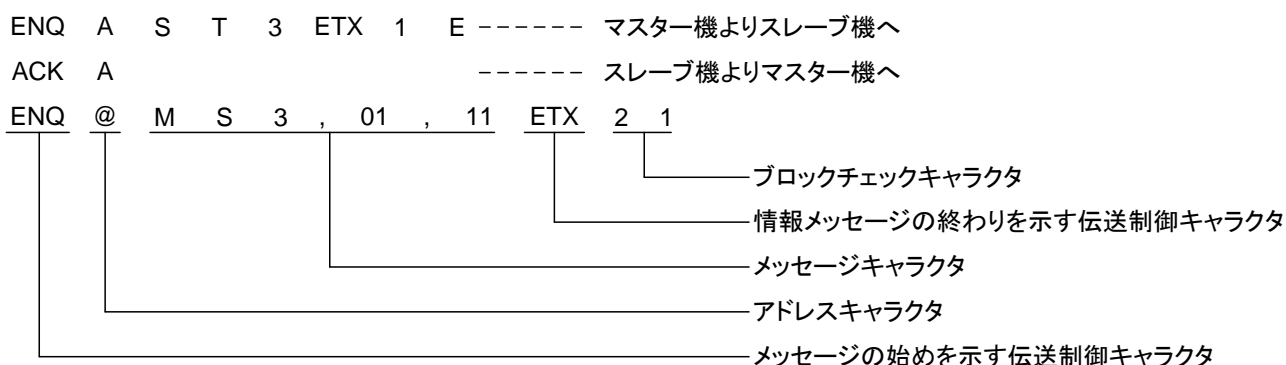 ENQ A S T 3 ETX 1 E ------ マスター機よりスレーブ機へ
ACK A ------ スレーブ機よりマスター機へ
ENQ @ M S 3 , 01 , 11 ETX 2 1
ブロックチェックキャラクタ
情報メッセージの終わりを示す伝送制御キャラクタ
メッセージキャラクタ
アドレスキャラクタ
メッセージの始めを示す伝送制御キャラクタ